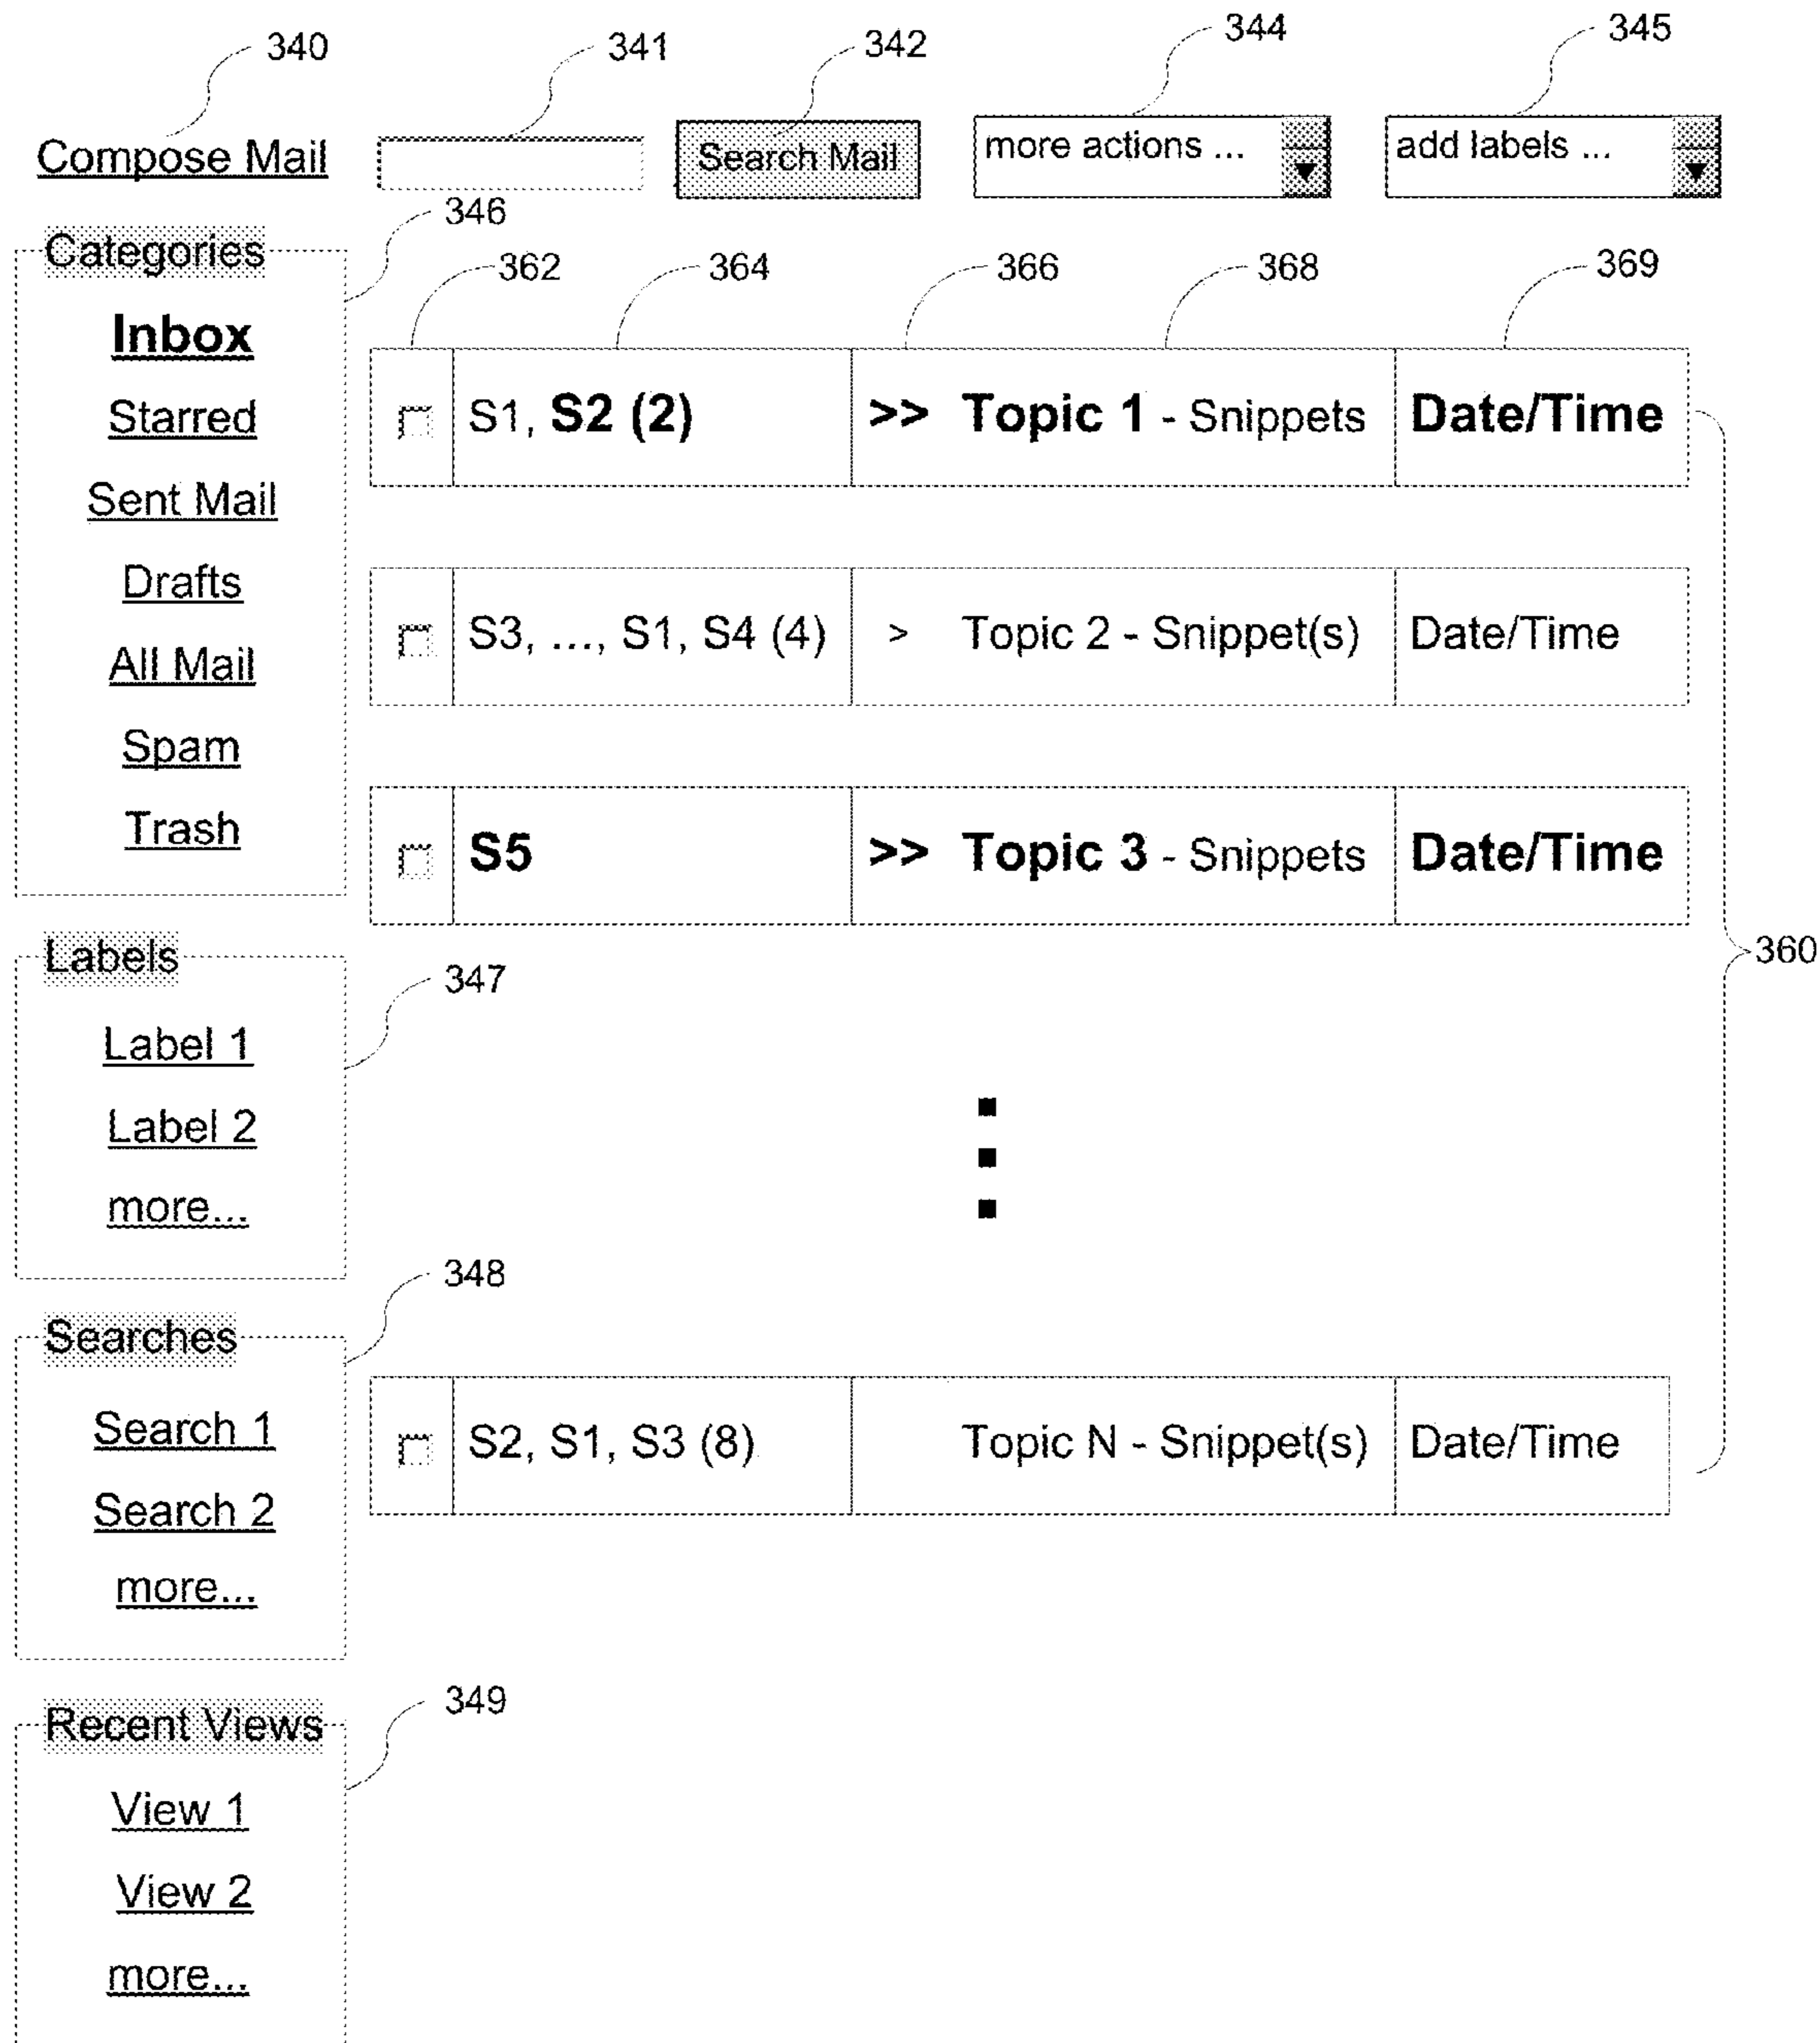 340 341 342 344 345
Compose Mail Search Mail more actions ... add labels ...
346
Categories
362 364 366 368 369
Inbox
Starred
Sent Mail
Drafts
All Mail
Spam
Trash
S1, S2 (2) >> Topic 1 - Snippets Date/Time
S3, ..., S1, S4 (4) > Topic 2 - Snippet(s) Date/Time
S5 >> Topic 3 - Snippets Date/Time
360
Labels
347
Label 1
Label 2
more...
348
Searches
Search 1
Search 2
more...
S2, S1, S3 (8) Topic N - Snippet(s) Date/Time
349
Recent Views
View 1
View 2
more...